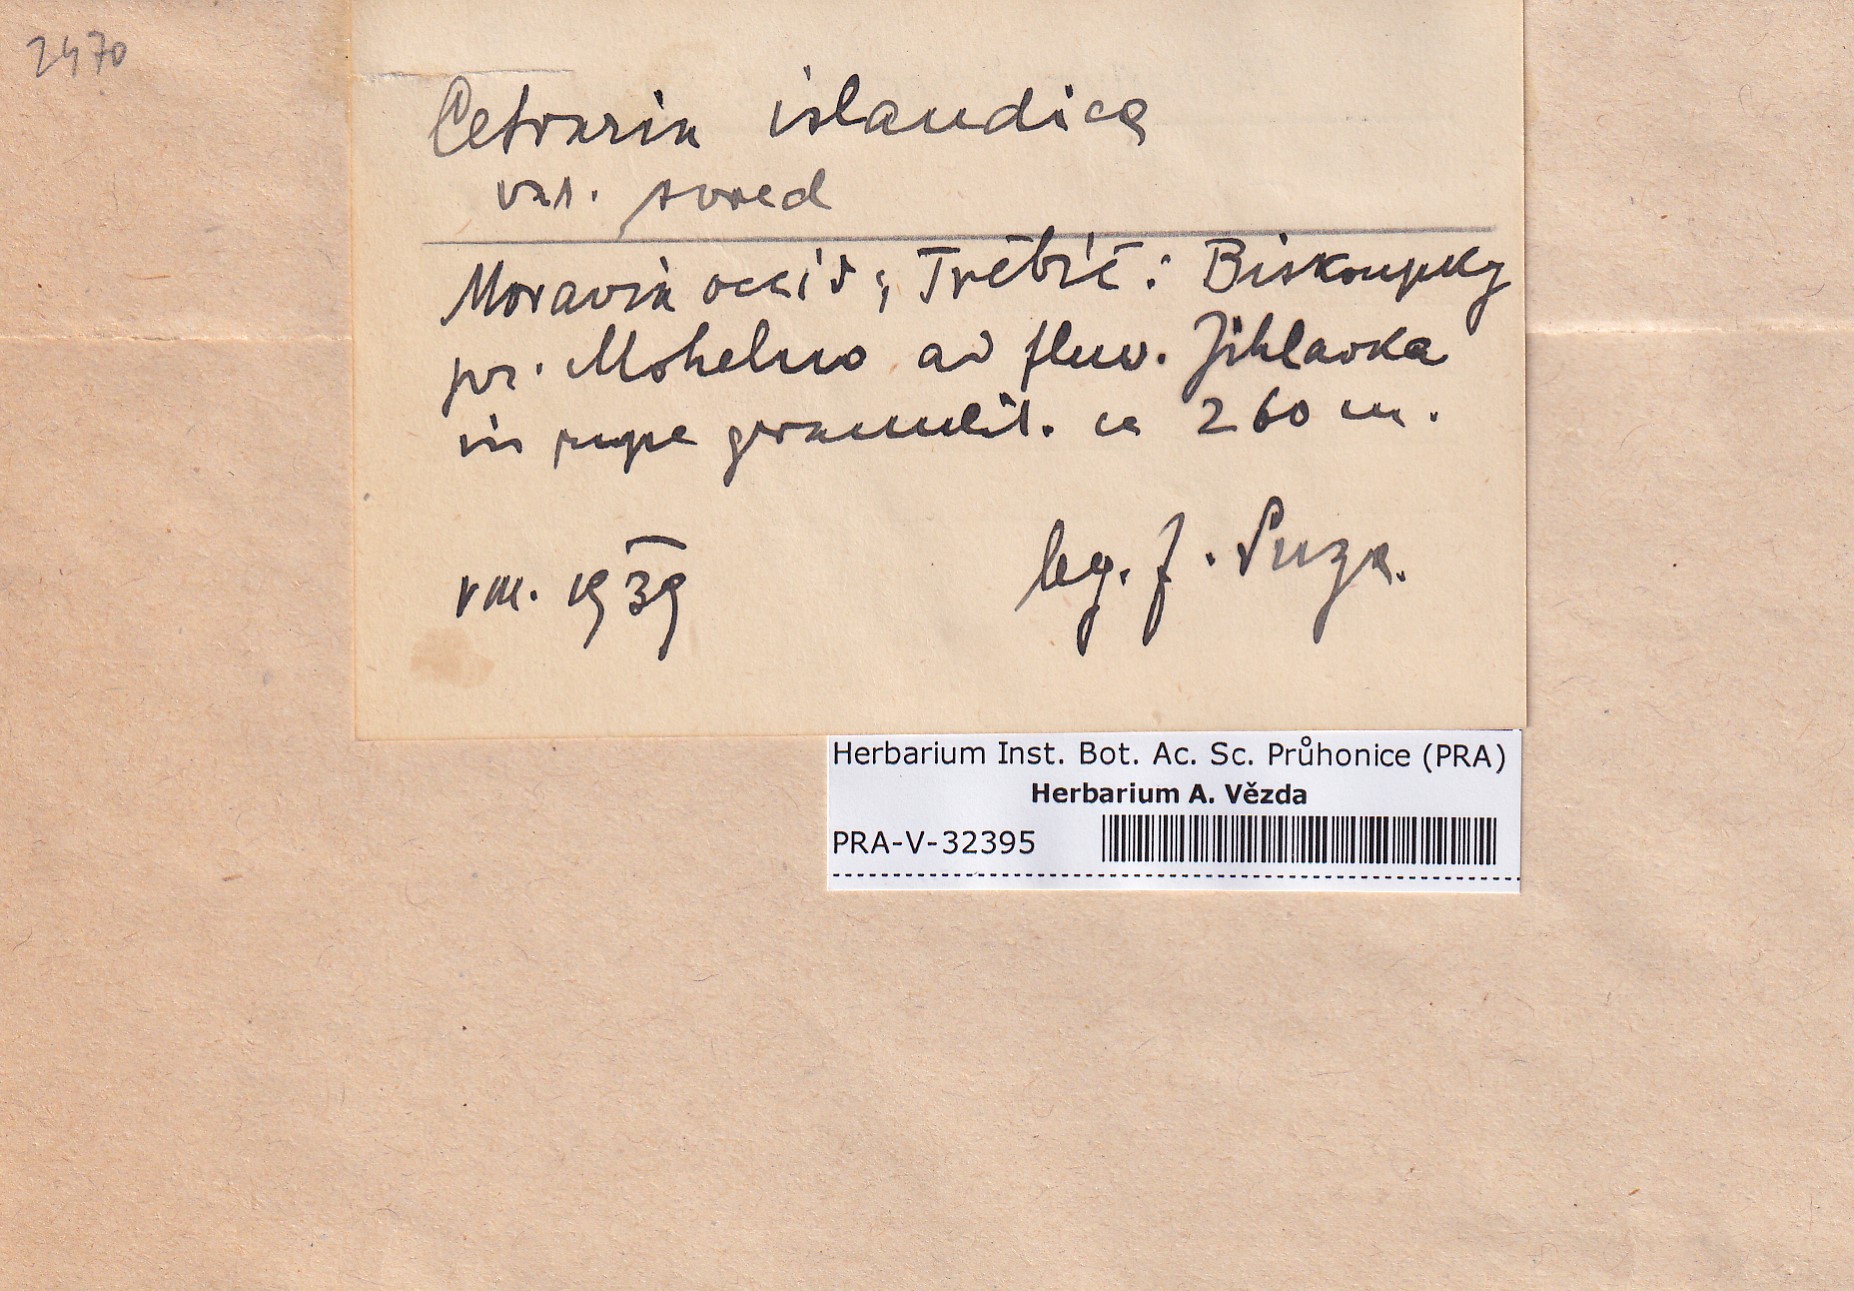 2470
Cetraria islandica
var. sored
Moravia occid; Třebíč: Biskoupky
pr. Mohelno ad fluv. Jihlavka
in rupe granulit. ca 260 m.
VIII. 1939 leg. J. Suza.
Herbarium Inst. Bot. Ac. Sc. Průhonice (PRA)
Herbarium A. Vězda
PRA-V-32395